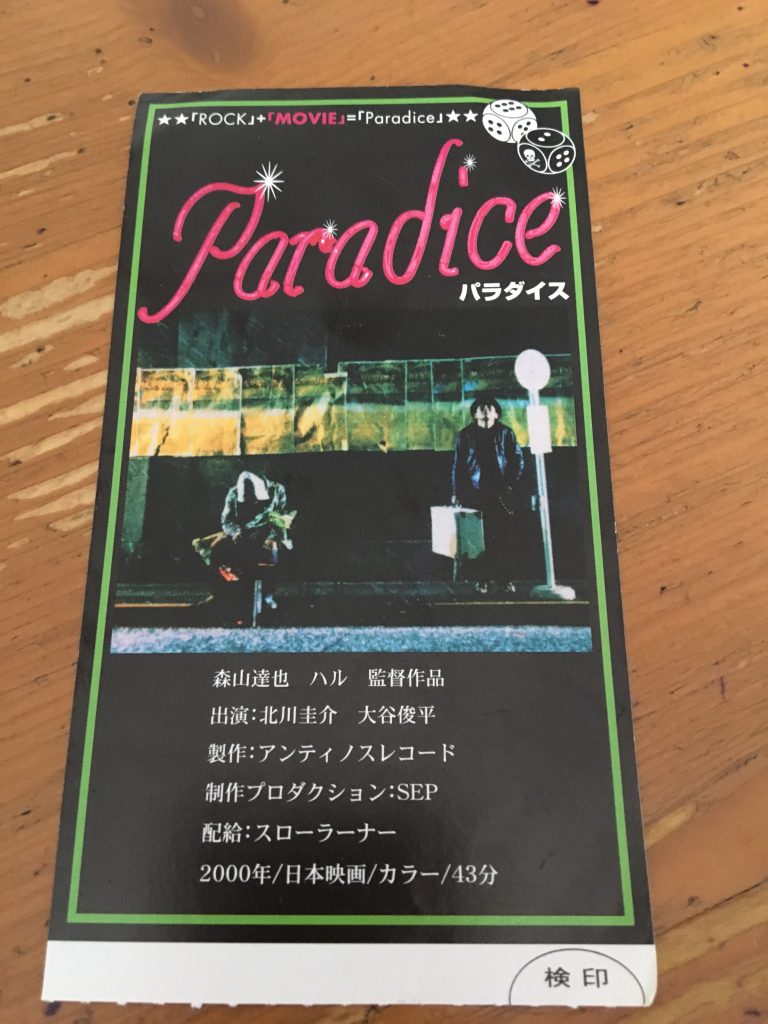 ★★「ROCK」+「MOVIE」=「Paradice」★★
Paradice
パラダイス
森山達也　ハル　監督作品
出演:北川圭介　大谷俊平
製作:アンティノスレコード
制作プロダクション:SEP
配給:スローラーナー
2000年/日本映画/カラー/43分
検印